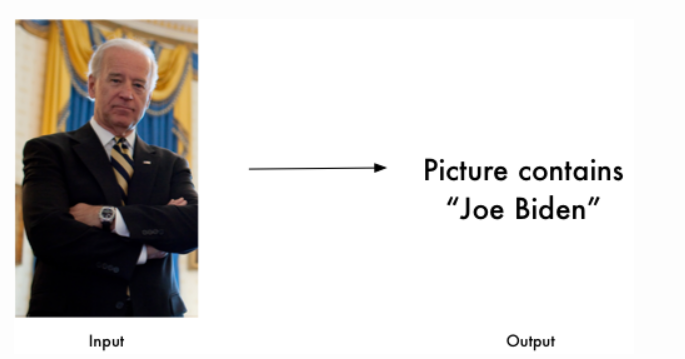 Picture contains
“Joe Biden”
Input
Output